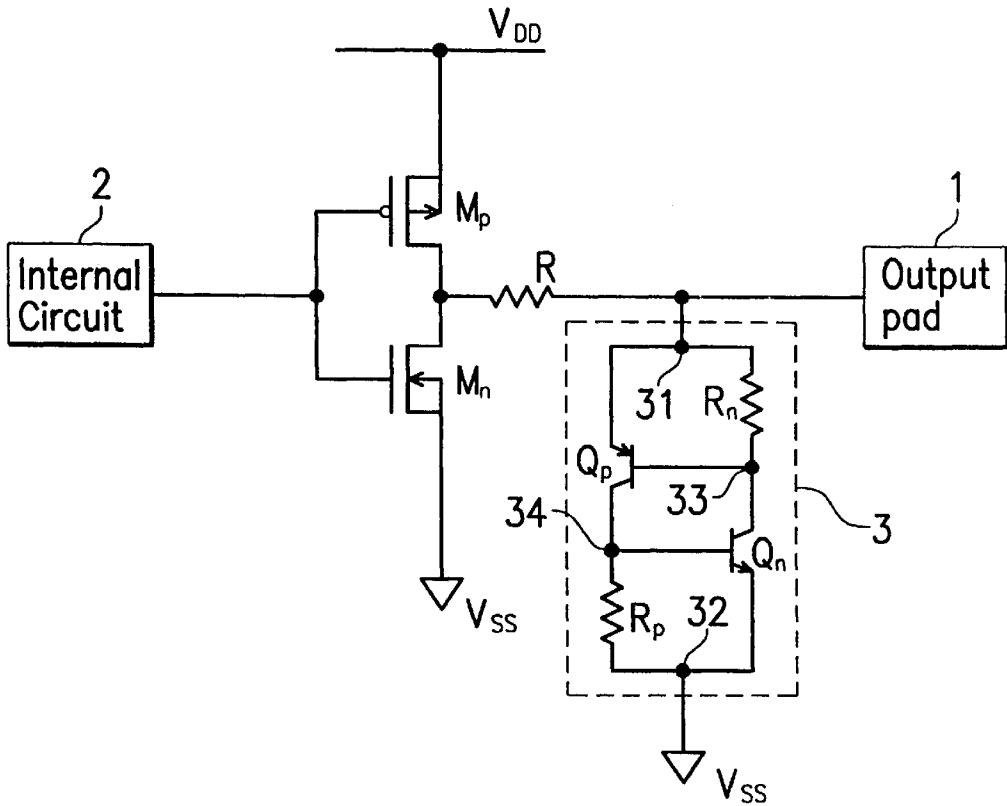 V_DD
2
Internal
Circuit
M_p
R
1
Output
pad
M_n
31
R_n
Q_p
33
34
Q_n
3
V_SS
R_p
32
V_SS